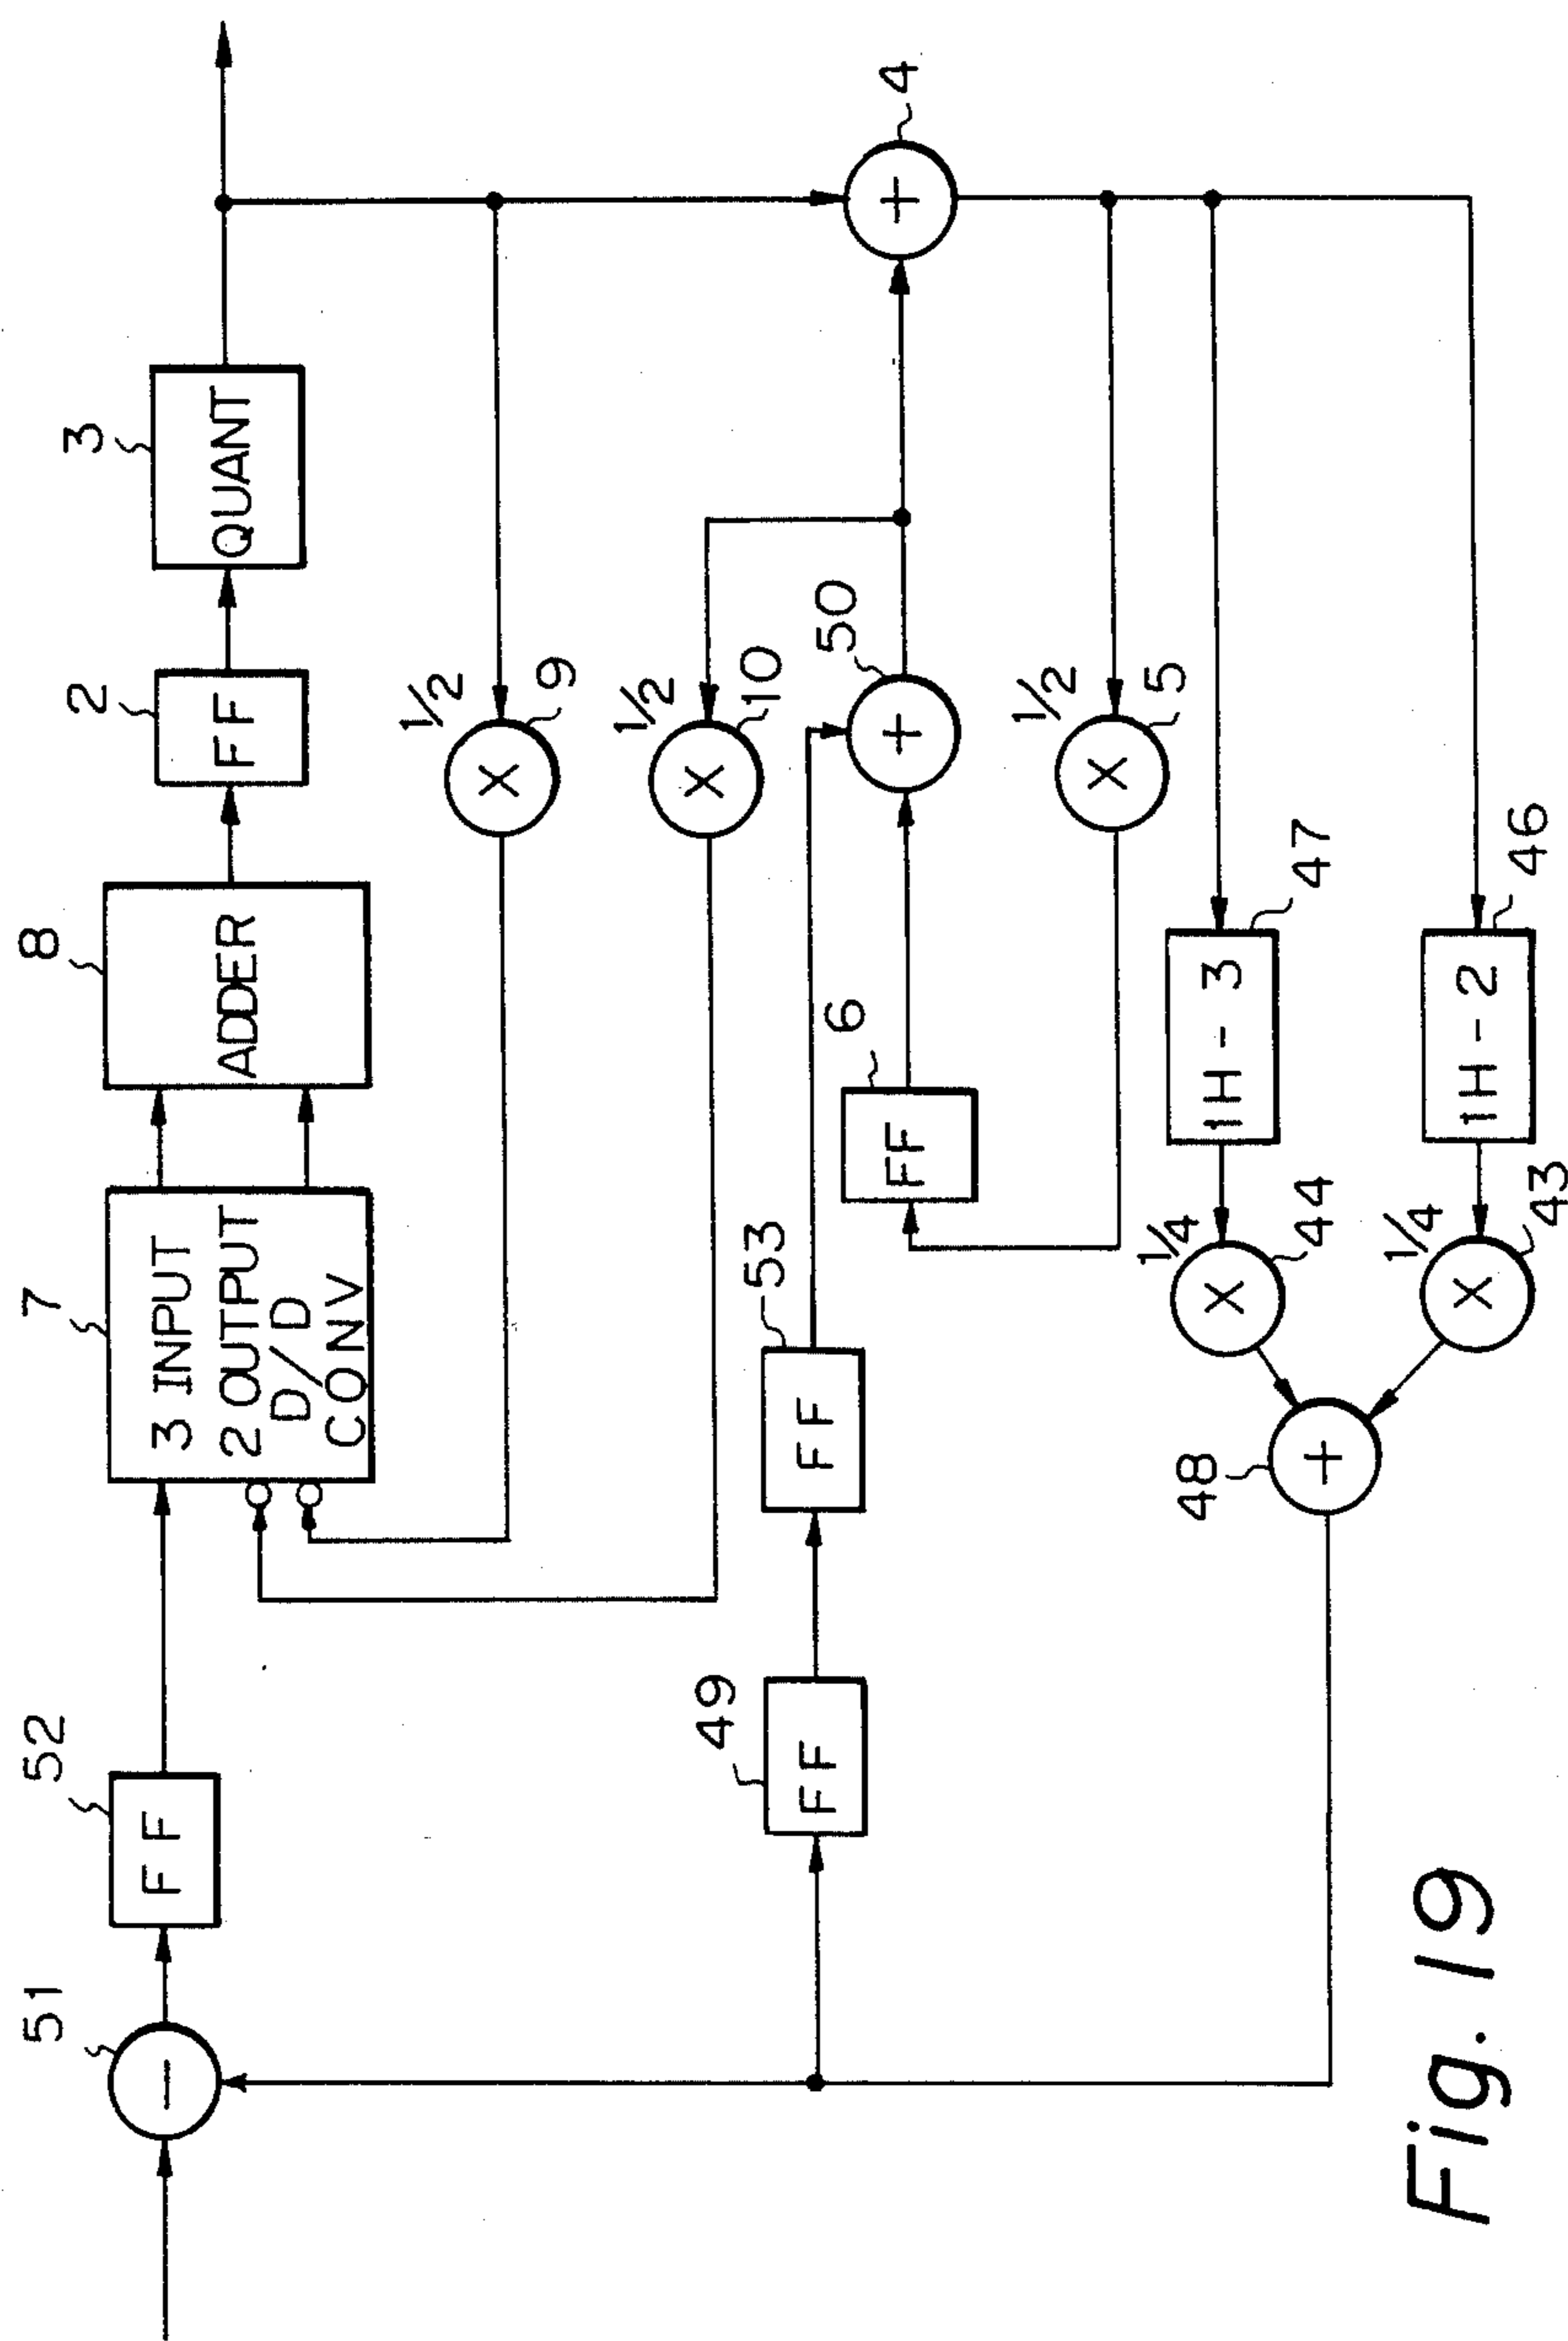 51
52
FF
7
3 INPUT
2 OUTPUT
D/D
CONV
8
ADDER
2
FF
3
QUANT
1/2
9
1/2
10
49
FF
53
FF
6
FF
50
+
4
+
1/2
5
X
X
X
48
+
44
1/4
X
1H-3
47
43
1/4
X
1H-2
46
−
Fig. 19